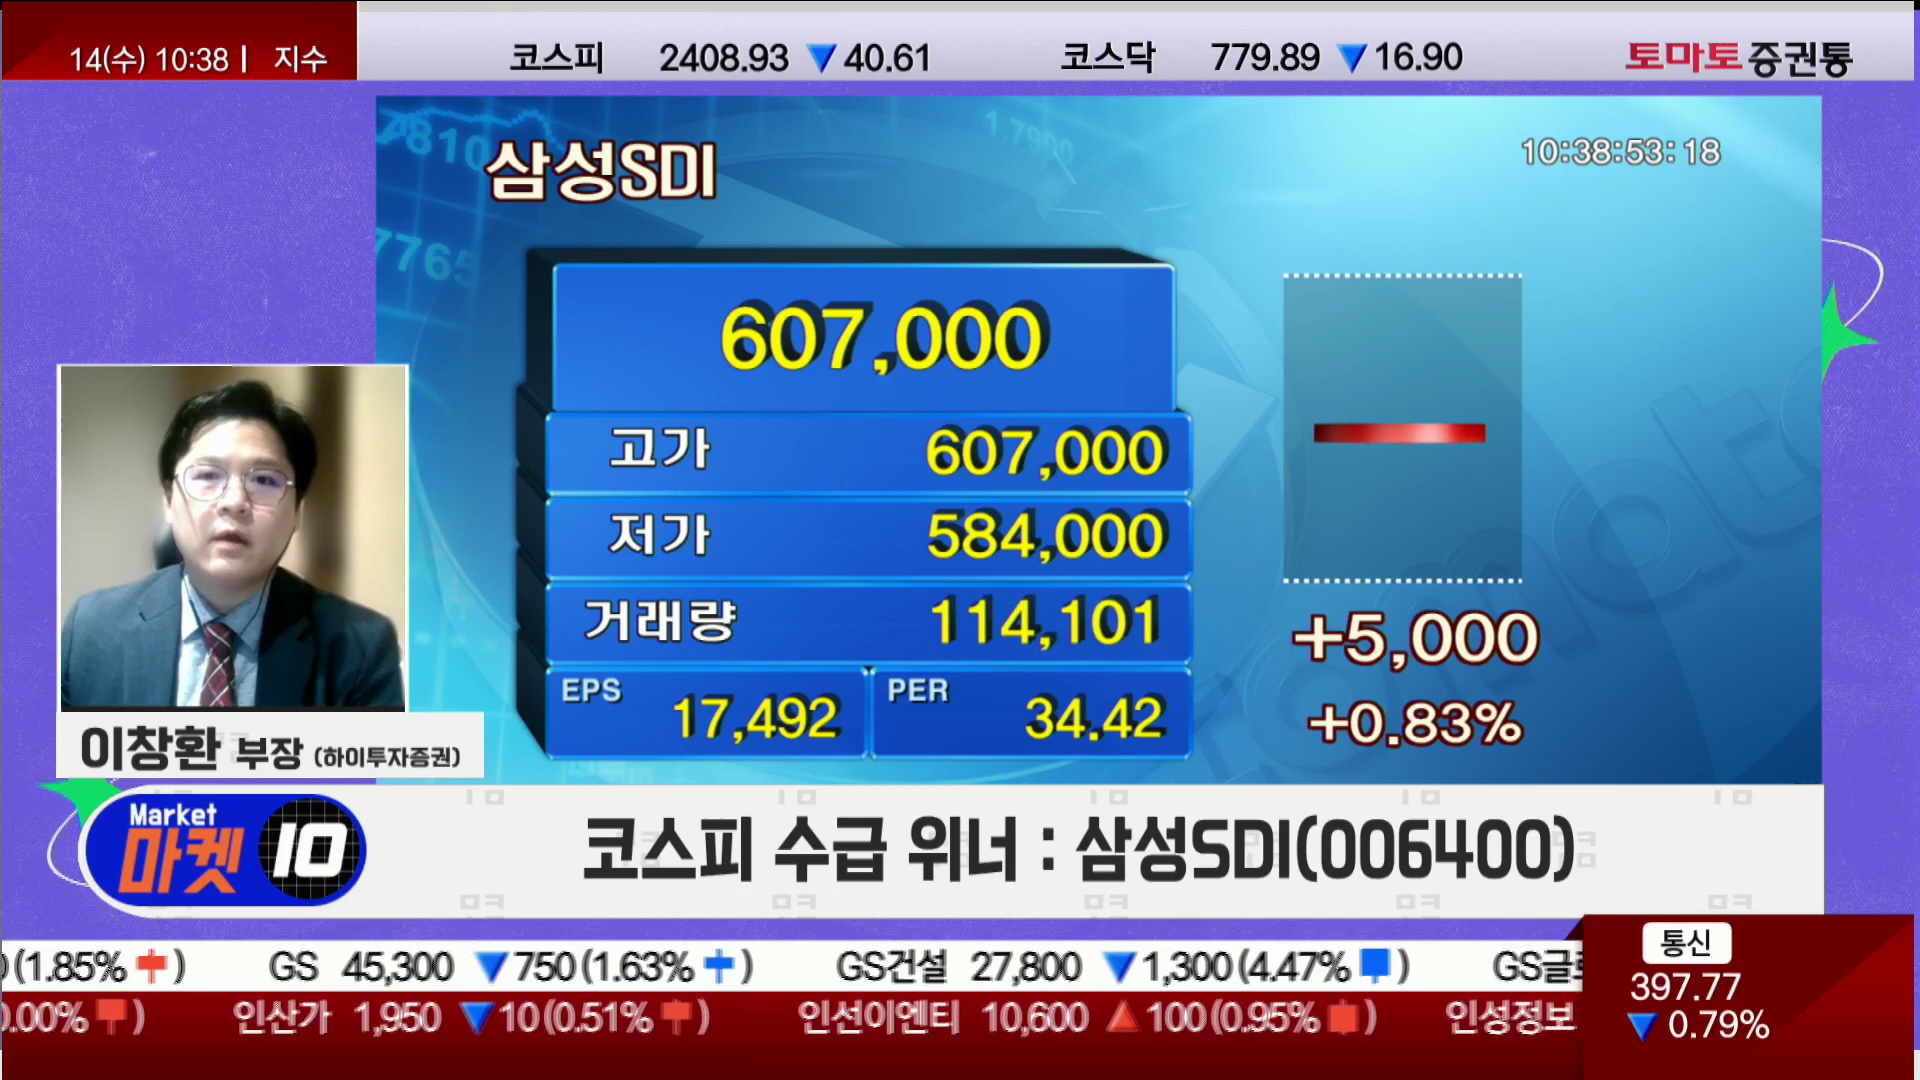 14(수) 10:38 | 지수 코스피 2408.93 ▼40.61 코스닥 779.89 ▼16.90 토마토증권통
삼성SDI
10:38:53:18
607,000
고가 607,000
저가 584,000
거래량 114,101
EPS 17,492 PER 34.42
+5,000
+0.83%
이창환 부장 (하이투자증권)
Market
마켓 10
코스피 수급 위너 : 삼성SDI(006400)
(1.85% ) GS 45,300 ▼750(1.63% ) GS건설 27,800 ▼1,300(4.47% )
0.00% ) 인산가 1,950 ▼10(0.51% ) 인선이엔티 10,600 ▲100(0.95% ) 인성정보
통신
397.77
▼ 0.79%